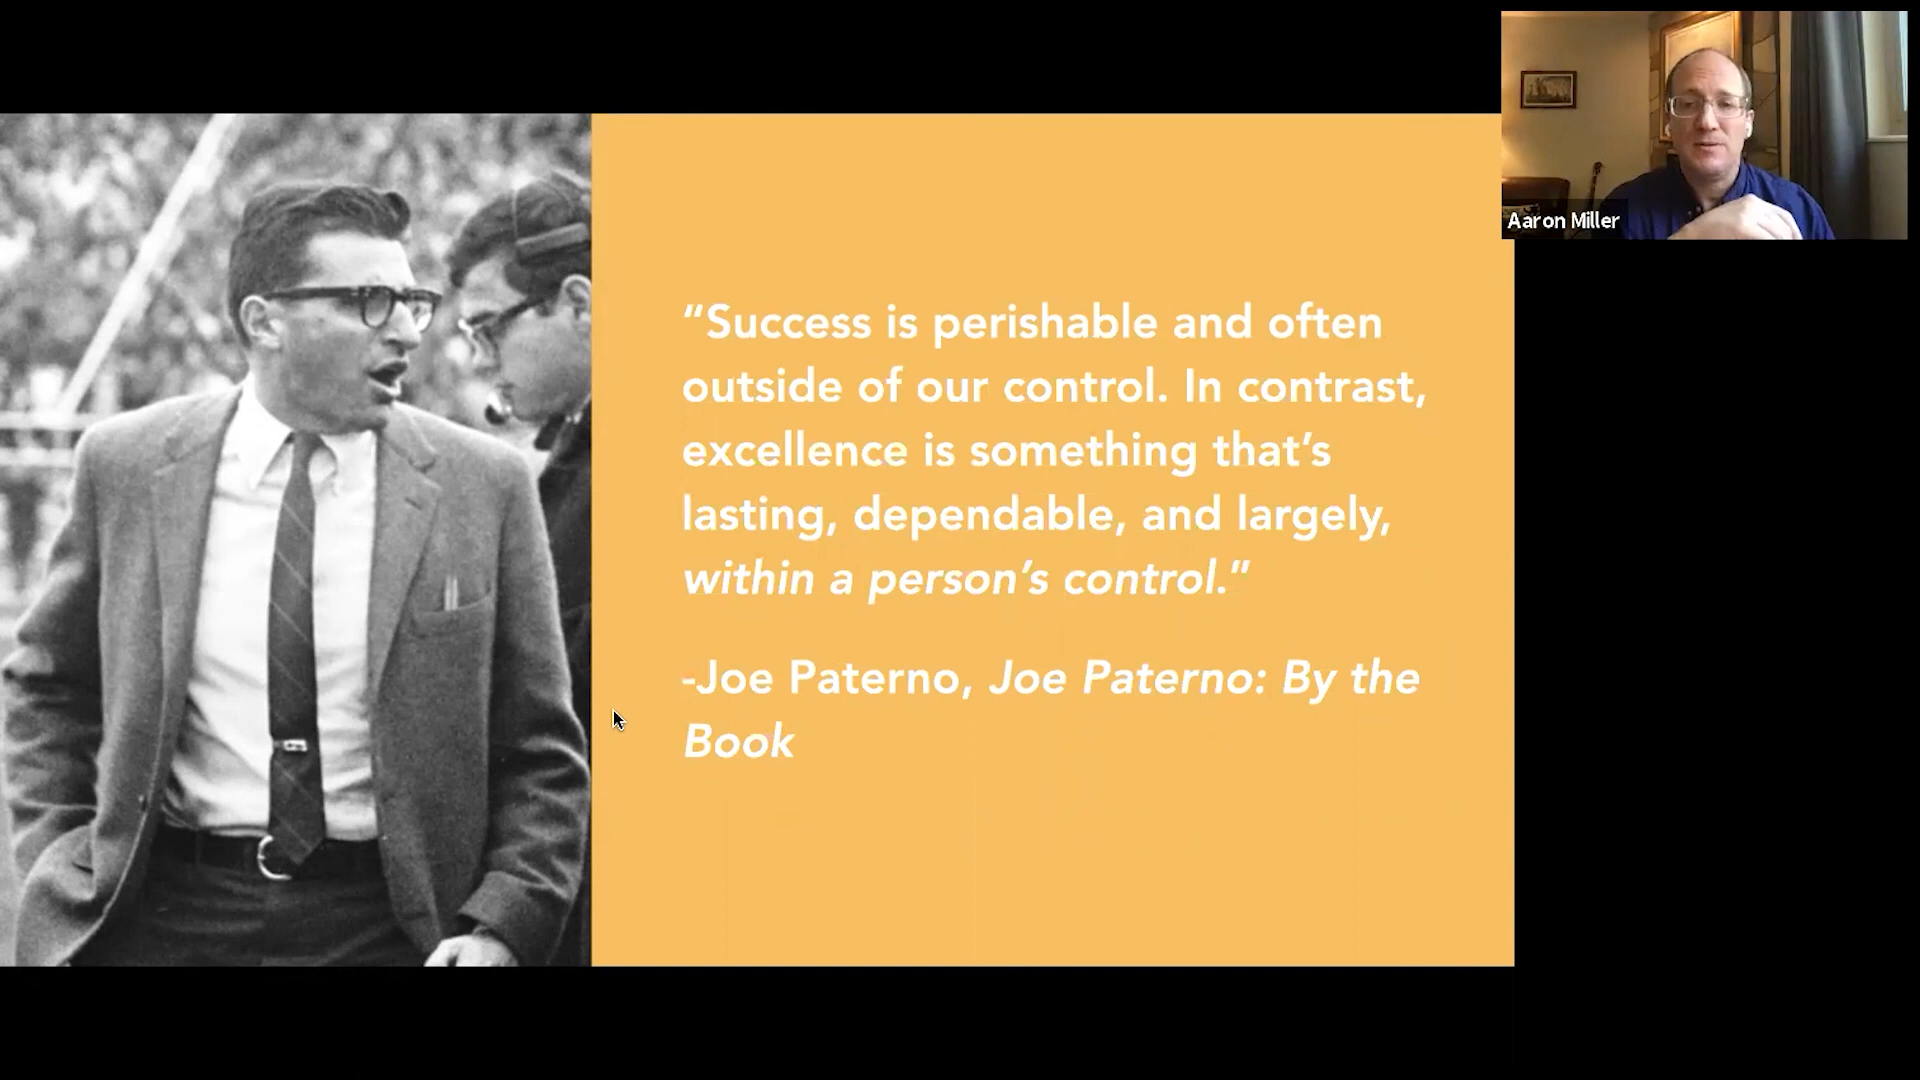 Aaron Miller
“Success is perishable and often
outside of our control. In contrast,
excellence is something that’s
lasting, dependable, and largely,
within a person’s control.”
-Joe Paterno, Joe Paterno: By the
Book